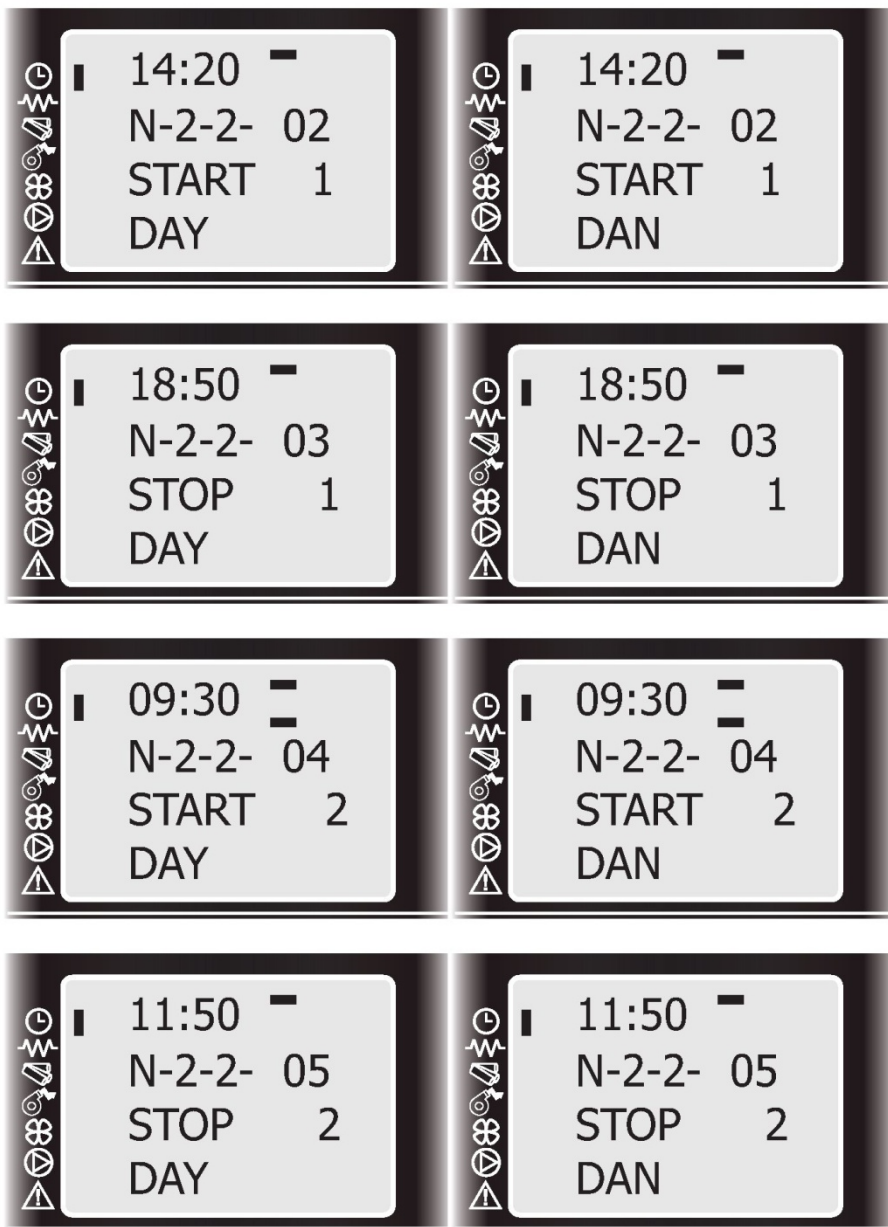 14:20
N-2-2- 02
START 1
DAY
14:20
N-2-2- 02
START 1
DAN
18:50
N-2-2- 03
STOP 1
DAY
18:50
N-2-2- 03
STOP 1
DAN
09:30
N-2-2- 04
START 2
DAY
09:30
N-2-2- 04
START 2
DAN
11:50
N-2-2- 05
STOP 2
DAY
11:50
N-2-2- 05
STOP 2
DAN